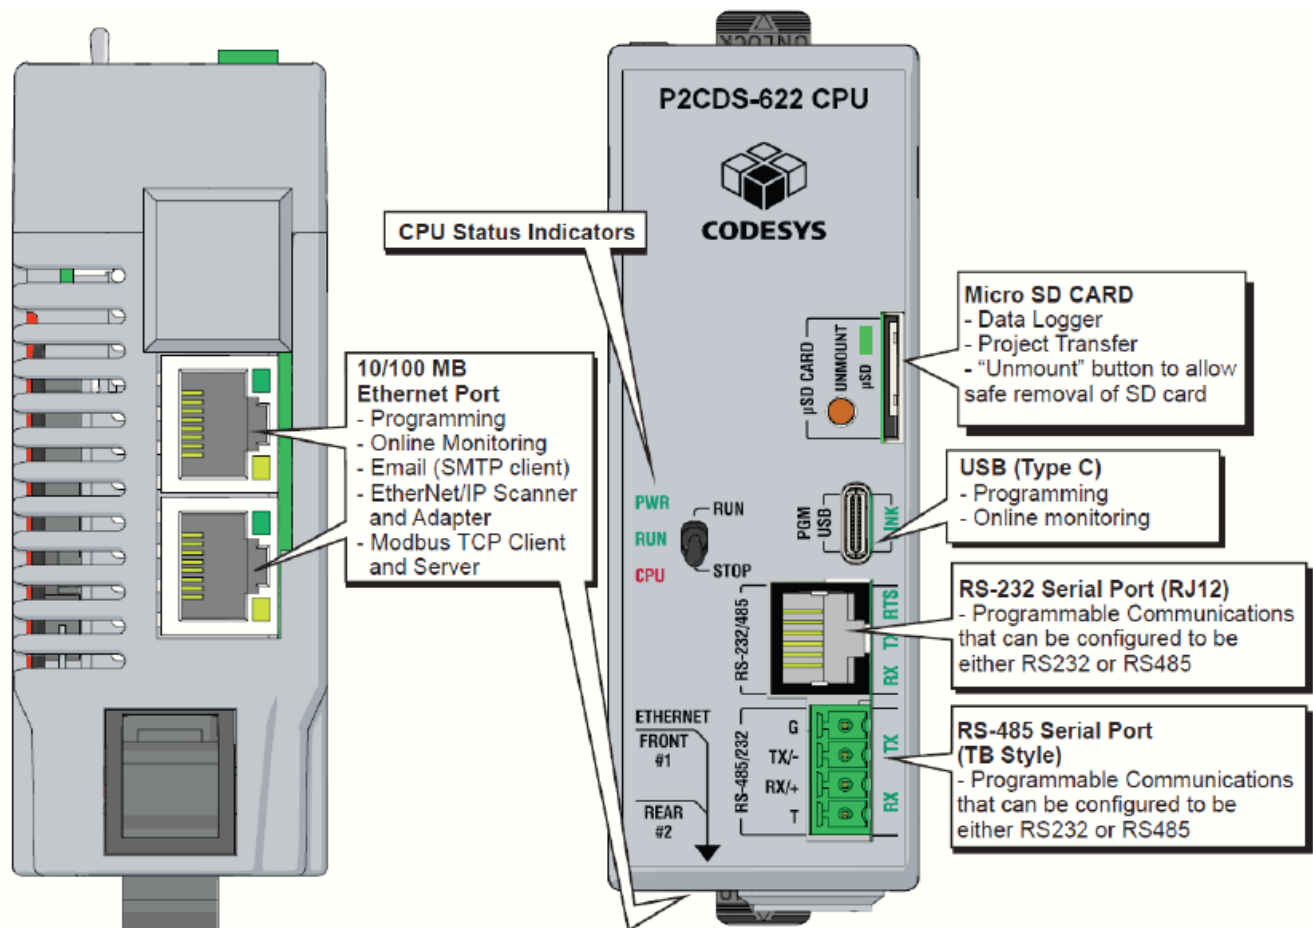 UNLOCK
P2CDS-622 CPU
CODESYS
CPU Status Indicators
10/100 MB
Ethernet Port
- Programming
- Online Monitoring
- Email (SMTP client)
- EtherNet/IP Scanner
and Adapter
- Modbus TCP Client
and Server
Micro SD CARD
- Data Logger
- Project Transfer
- “Unmount” button to allow
safe removal of SD card
µSD CARD
UNMOUNT
µSD
USB (Type C)
- Programming
- Online monitoring
PWR
RUN
CPU
RUN
STOP
PGM
USB
RS-232 Serial Port (RJ12)
- Programmable Communications
that can be configured to be
either RS232 or RS485
RS-232/485
RX TX RTS
RS-485 Serial Port
(TB Style)
- Programmable Communications
that can be configured to be
either RS232 or RS485
ETHERNET
FRONT
#1
REAR
#2
RS-485/232
G
TX/-
RX/+
T
RX TX